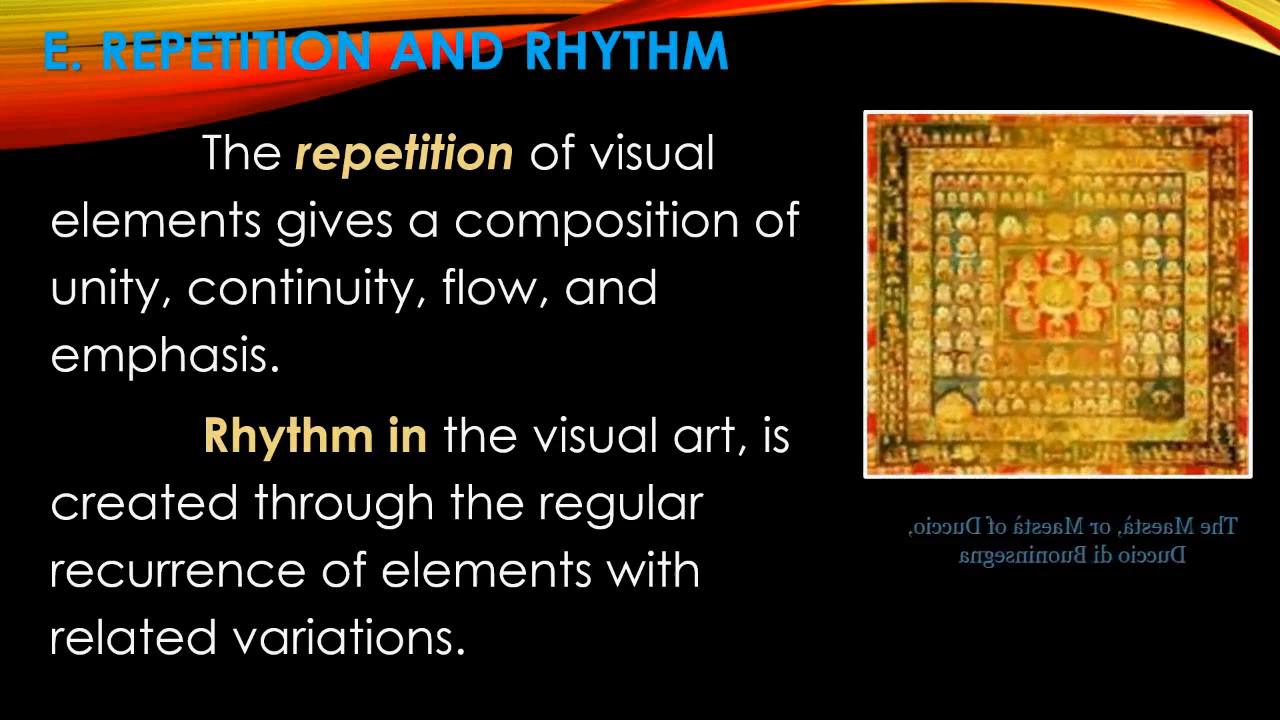 E. REPETITION AND RHYTHM
The repetition of visual
elements gives a composition of
unity, continuity, flow, and
emphasis.
Rhythm in the visual art, is
created through the regular
recurrence of elements with
related variations.
The Maestà, or Maestà of Duccio,
Duccio di Buoninsegna